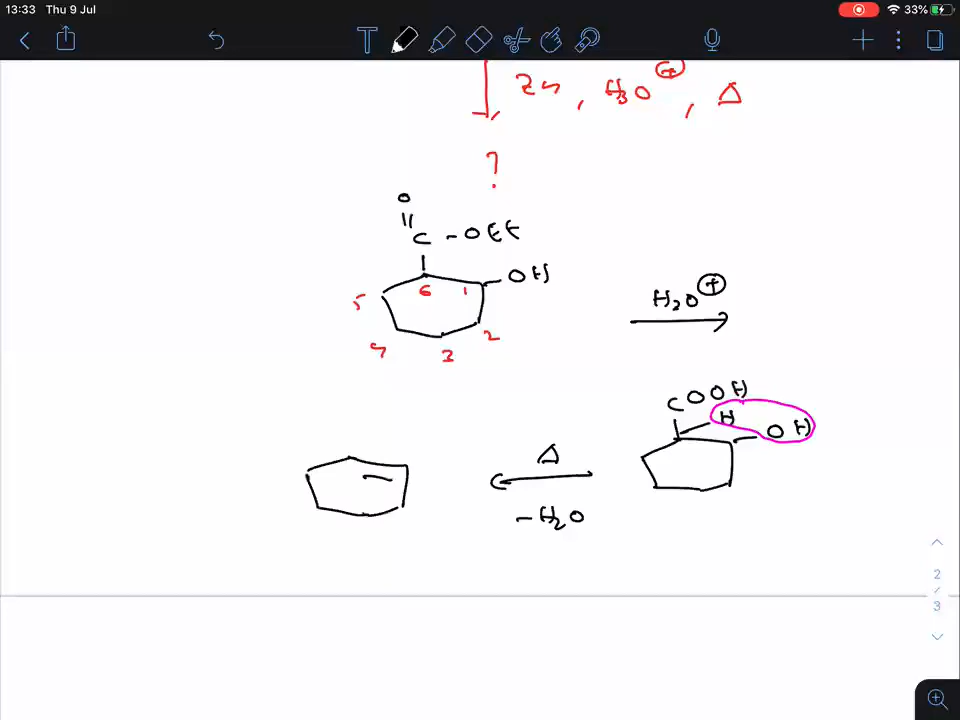 13:33 Thu 9 Jul
33%
T
Zn, H3O⊕, Δ
?
O
||
C - OEt
OH
5 6 1
4 3 2
H2O⊕
COOH
H
OH
Δ
-H2O
2
/
3